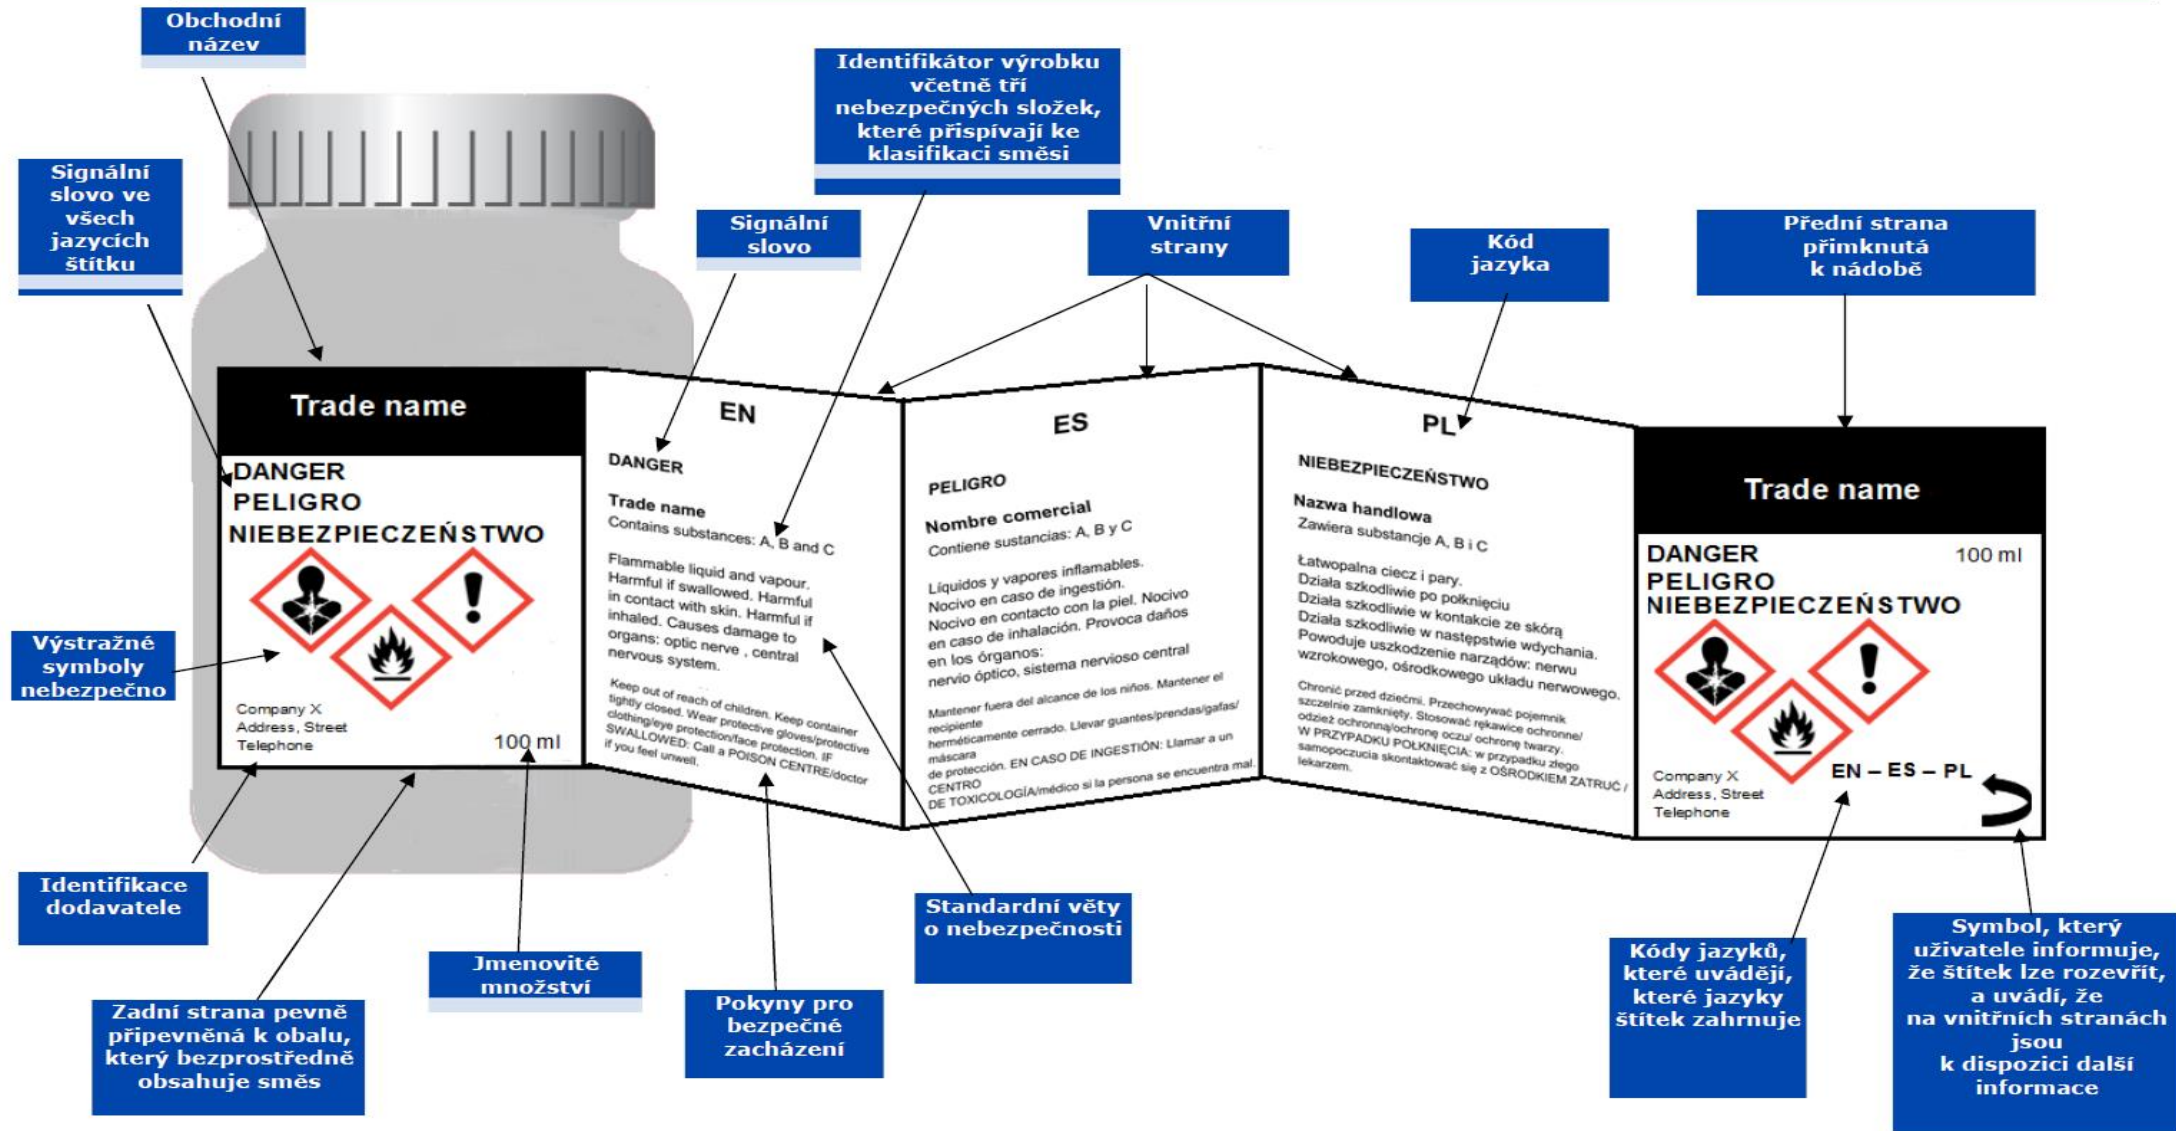 Obchodní
název
Identifikátor výrobku
včetně tří
nebezpečných složek,
které přispívají ke
klasifikaci směsi
Signální
slovo ve
všech
jazycích
štítku
Signální
slovo
Vnitřní
strany
Kód
jazyka
Přední strana
přimknutá
k nádobě
Trade name
DANGER
PELIGRO
NIEBEZPIECZEŃSTWO
Company X
Address, Street
Telephone
100 ml
EN
DANGER
Trade name
Contains substances: A, B and C
Flammable liquid and vapour.
Harmful if swallowed. Harmful
in contact with skin. Harmful if
inhaled. Causes damage to
organs: optic nerve , central
nervous system.
Keep out of reach of children. Keep container
tightly closed. Wear protective gloves/protective
clothing/eye protection/face protection. IF
SWALLOWED: Call a POISON CENTRE/doctor
if you feel unwell.
ES
PELIGRO
Nombre comercial
Contiene sustancias: A, B y C
Líquidos y vapores inflamables.
Nocivo en caso de ingestión.
Nocivo en contacto con la piel. Nocivo
en caso de inhalación. Provoca daños
en los órganos:
nervio óptico, sistema nervioso central
Mantener fuera del alcance de los niños. Mantener el
recipiente
herméticamente cerrado. Llevar guantes/prendas/gafas/
máscara
de protección. EN CASO DE INGESTIÓN: Llamar a un
CENTRO
DE TOXICOLOGÍA/médico si la persona se encuentra mal.
PL
NIEBEZPIECZEŃSTWO
Nazwa handlowa
Zawiera substancje A, B i C
Łatwopalna ciecz i pary.
Działa szkodliwie po połknięciu
Działa szkodliwie w kontakcie ze skórą
Działa szkodliwie w następstwie wdychania.
Powoduje uszkodzenie narządów: nerwu
wzrokowego, ośrodkowego układu nerwowego.
Chronić przed dziećmi. Przechowywać pojemnik
szczelnie zamknięty. Stosować rękawice ochronne/
odzież ochronną/ochronę oczu/ ochronę twarzy.
W PRZYPADKU POŁKNIĘCIA: w przypadku złego
samopoczucia skontaktować się z OŚRODKIEM ZATRUĆ /
lekarzem.
Trade name
DANGER
100 ml
PELIGRO
NIEBEZPIECZEŃSTWO
Company X
Address, Street
Telephone
EN – ES – PL
Výstražné
symboly
nebezpečno
Identifikace
dodavatele
Zadní strana pevně
připevněná k obalu,
který bezprostředně
obsahuje směs
Jmenovité
množství
Pokyny pro
bezpečné
zacházení
Standardní věty
o nebezpečnosti
Kódy jazyků,
které uvádějí,
které jazyky
štítek zahrnuje
Symbol, který
uživatele informuje,
že štítek lze rozevřít,
a uvádí, že
na vnitřních stranách
jsou
k dispozici další
informace